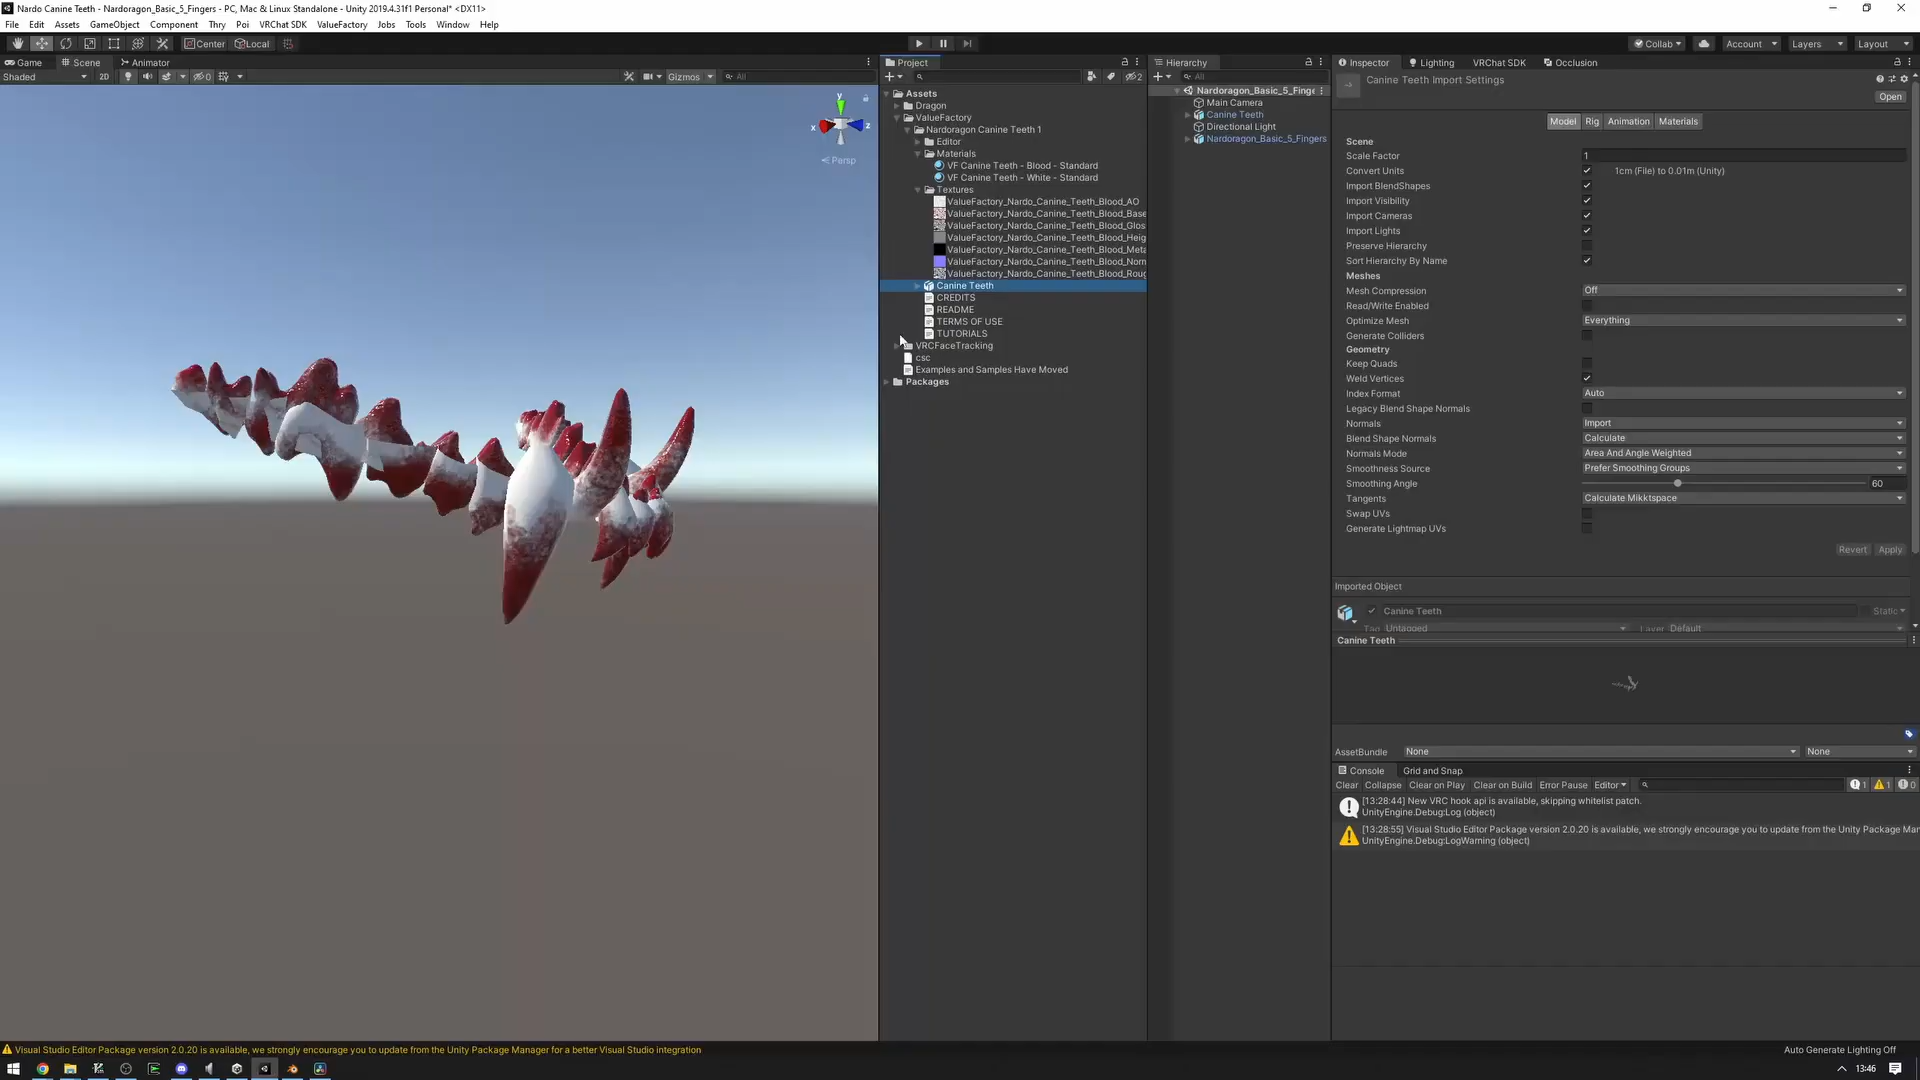 Nardo Canine Teeth - Nardoragon_Basic_5_Fingers - PC, Mac & Linux Standalone - Unity 2019.4.31f1 Personal* <DX11>
File Edit Assets GameObject Component Thry Poi VRChat SDK ValueFactory Jobs Tools Window Help
Center Local
Collab Account Layers Layout
Game Scene Animator
Shaded 2D 0 Gizmos All
y
x z
Persp
Project
2
Assets
Dragon
ValueFactory
Nardoragon Canine Teeth 1
Editor
Materials
VF Canine Teeth - Blood - Standard
VF Canine Teeth - White - Standard
Textures
ValueFactory_Nardo_Canine_Teeth_Blood_AO
ValueFactory_Nardo_Canine_Teeth_Blood_Base
ValueFactory_Nardo_Canine_Teeth_Blood_Glos
ValueFactory_Nardo_Canine_Teeth_Blood_Heig
ValueFactory_Nardo_Canine_Teeth_Blood_Meta
ValueFactory_Nardo_Canine_Teeth_Blood_Norm
ValueFactory_Nardo_Canine_Teeth_Blood_Roug
Canine Teeth
CREDITS
README
TERMS OF USE
TUTORIALS
VRCFaceTracking
csc
Examples and Samples Have Moved
Packages
Hierarchy
All
Nardoragon_Basic_5_Finge
Main Camera
Canine Teeth
Directional Light
Nardoragon_Basic_5_Fingers
Inspector Lighting VRChat SDK Occlusion
Canine Teeth Import Settings
Open
Model Rig Animation Materials
Scene
Scale Factor 1
Convert Units 1cm (File) to 0.01m (Unity)
Import BlendShapes
Import Visibility
Import Cameras
Import Lights
Preserve Hierarchy
Sort Hierarchy By Name
Meshes
Mesh Compression Off
Read/Write Enabled
Optimize Mesh Everything
Generate Colliders
Geometry
Keep Quads
Weld Vertices
Index Format Auto
Legacy Blend Shape Normals
Normals Import
Blend Shape Normals Calculate
Normals Mode Area And Angle Weighted
Smoothness Source Prefer Smoothing Groups
Smoothing Angle 60
Tangents Calculate Mikktspace
Swap UVs
Generate Lightmap UVs
Revert Apply
Imported Object
Canine Teeth Static
Tag Untagged Layer Default
Canine Teeth
AssetBundle None None
Console Grid and Snap
Clear Collapse Clear on Play Clear on Build Error Pause Editor 1 1 0
[13:28:44] New VRC hook api is available, skipping whitelist patch.
UnityEngine.Debug:Log (object)
[13:28:55] Visual Studio Editor Package version 2.0.20 is available, we strongly encourage you to update from the Unity Package Mar
UnityEngine.Debug:LogWarning (object)
Visual Studio Editor Package version 2.0.20 is available, we strongly encourage you to update from the Unity Package Manager for a better Visual Studio integration
Auto Generate Lighting Off
13:46